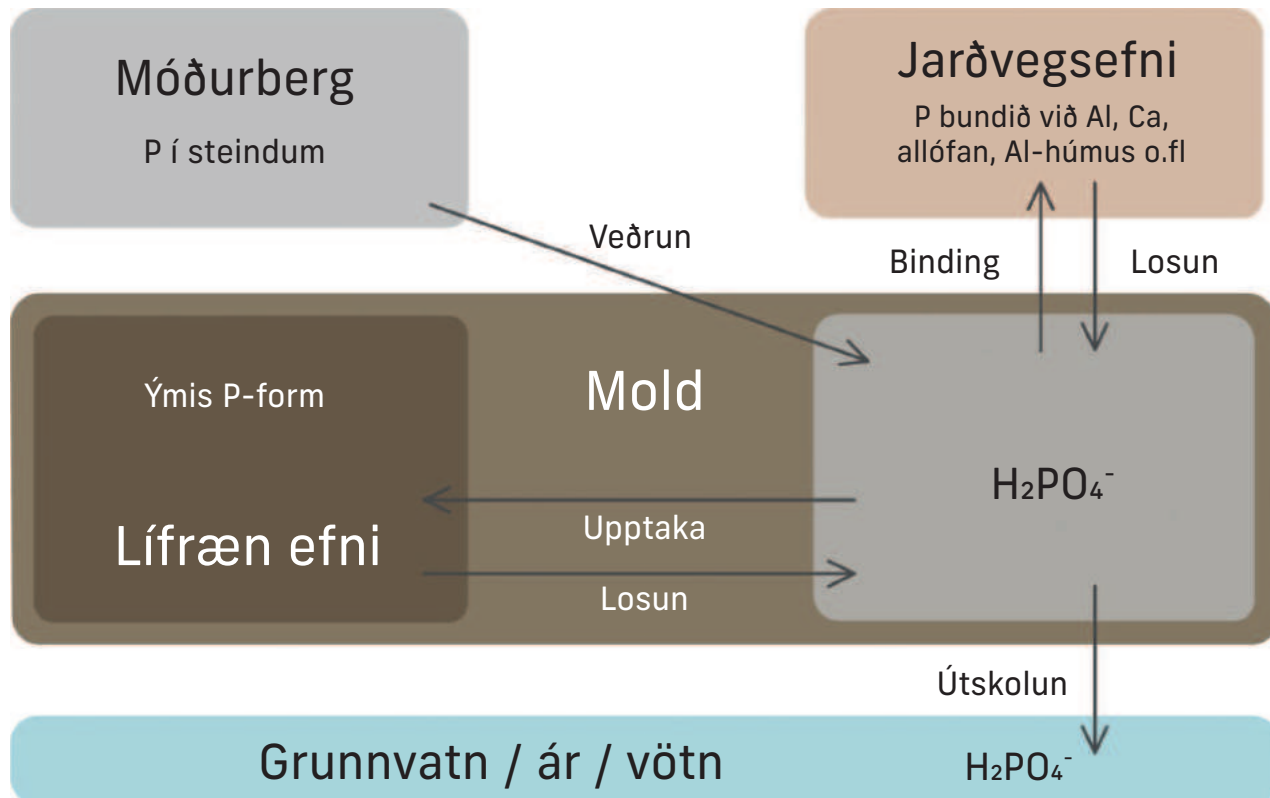 Móðurberg
P í steindum
Jarðvegsefni
P bundið við Al, Ca,
allófan, Al-húmus o.fl
Veðrun
Binding
Losun
Ýmis P-form
Mold
H₂PO₄⁻
Upptaka
Lífræn efni
Losun
Útskolun
Grunnvatn / ár / vötn
H₂PO₄⁻